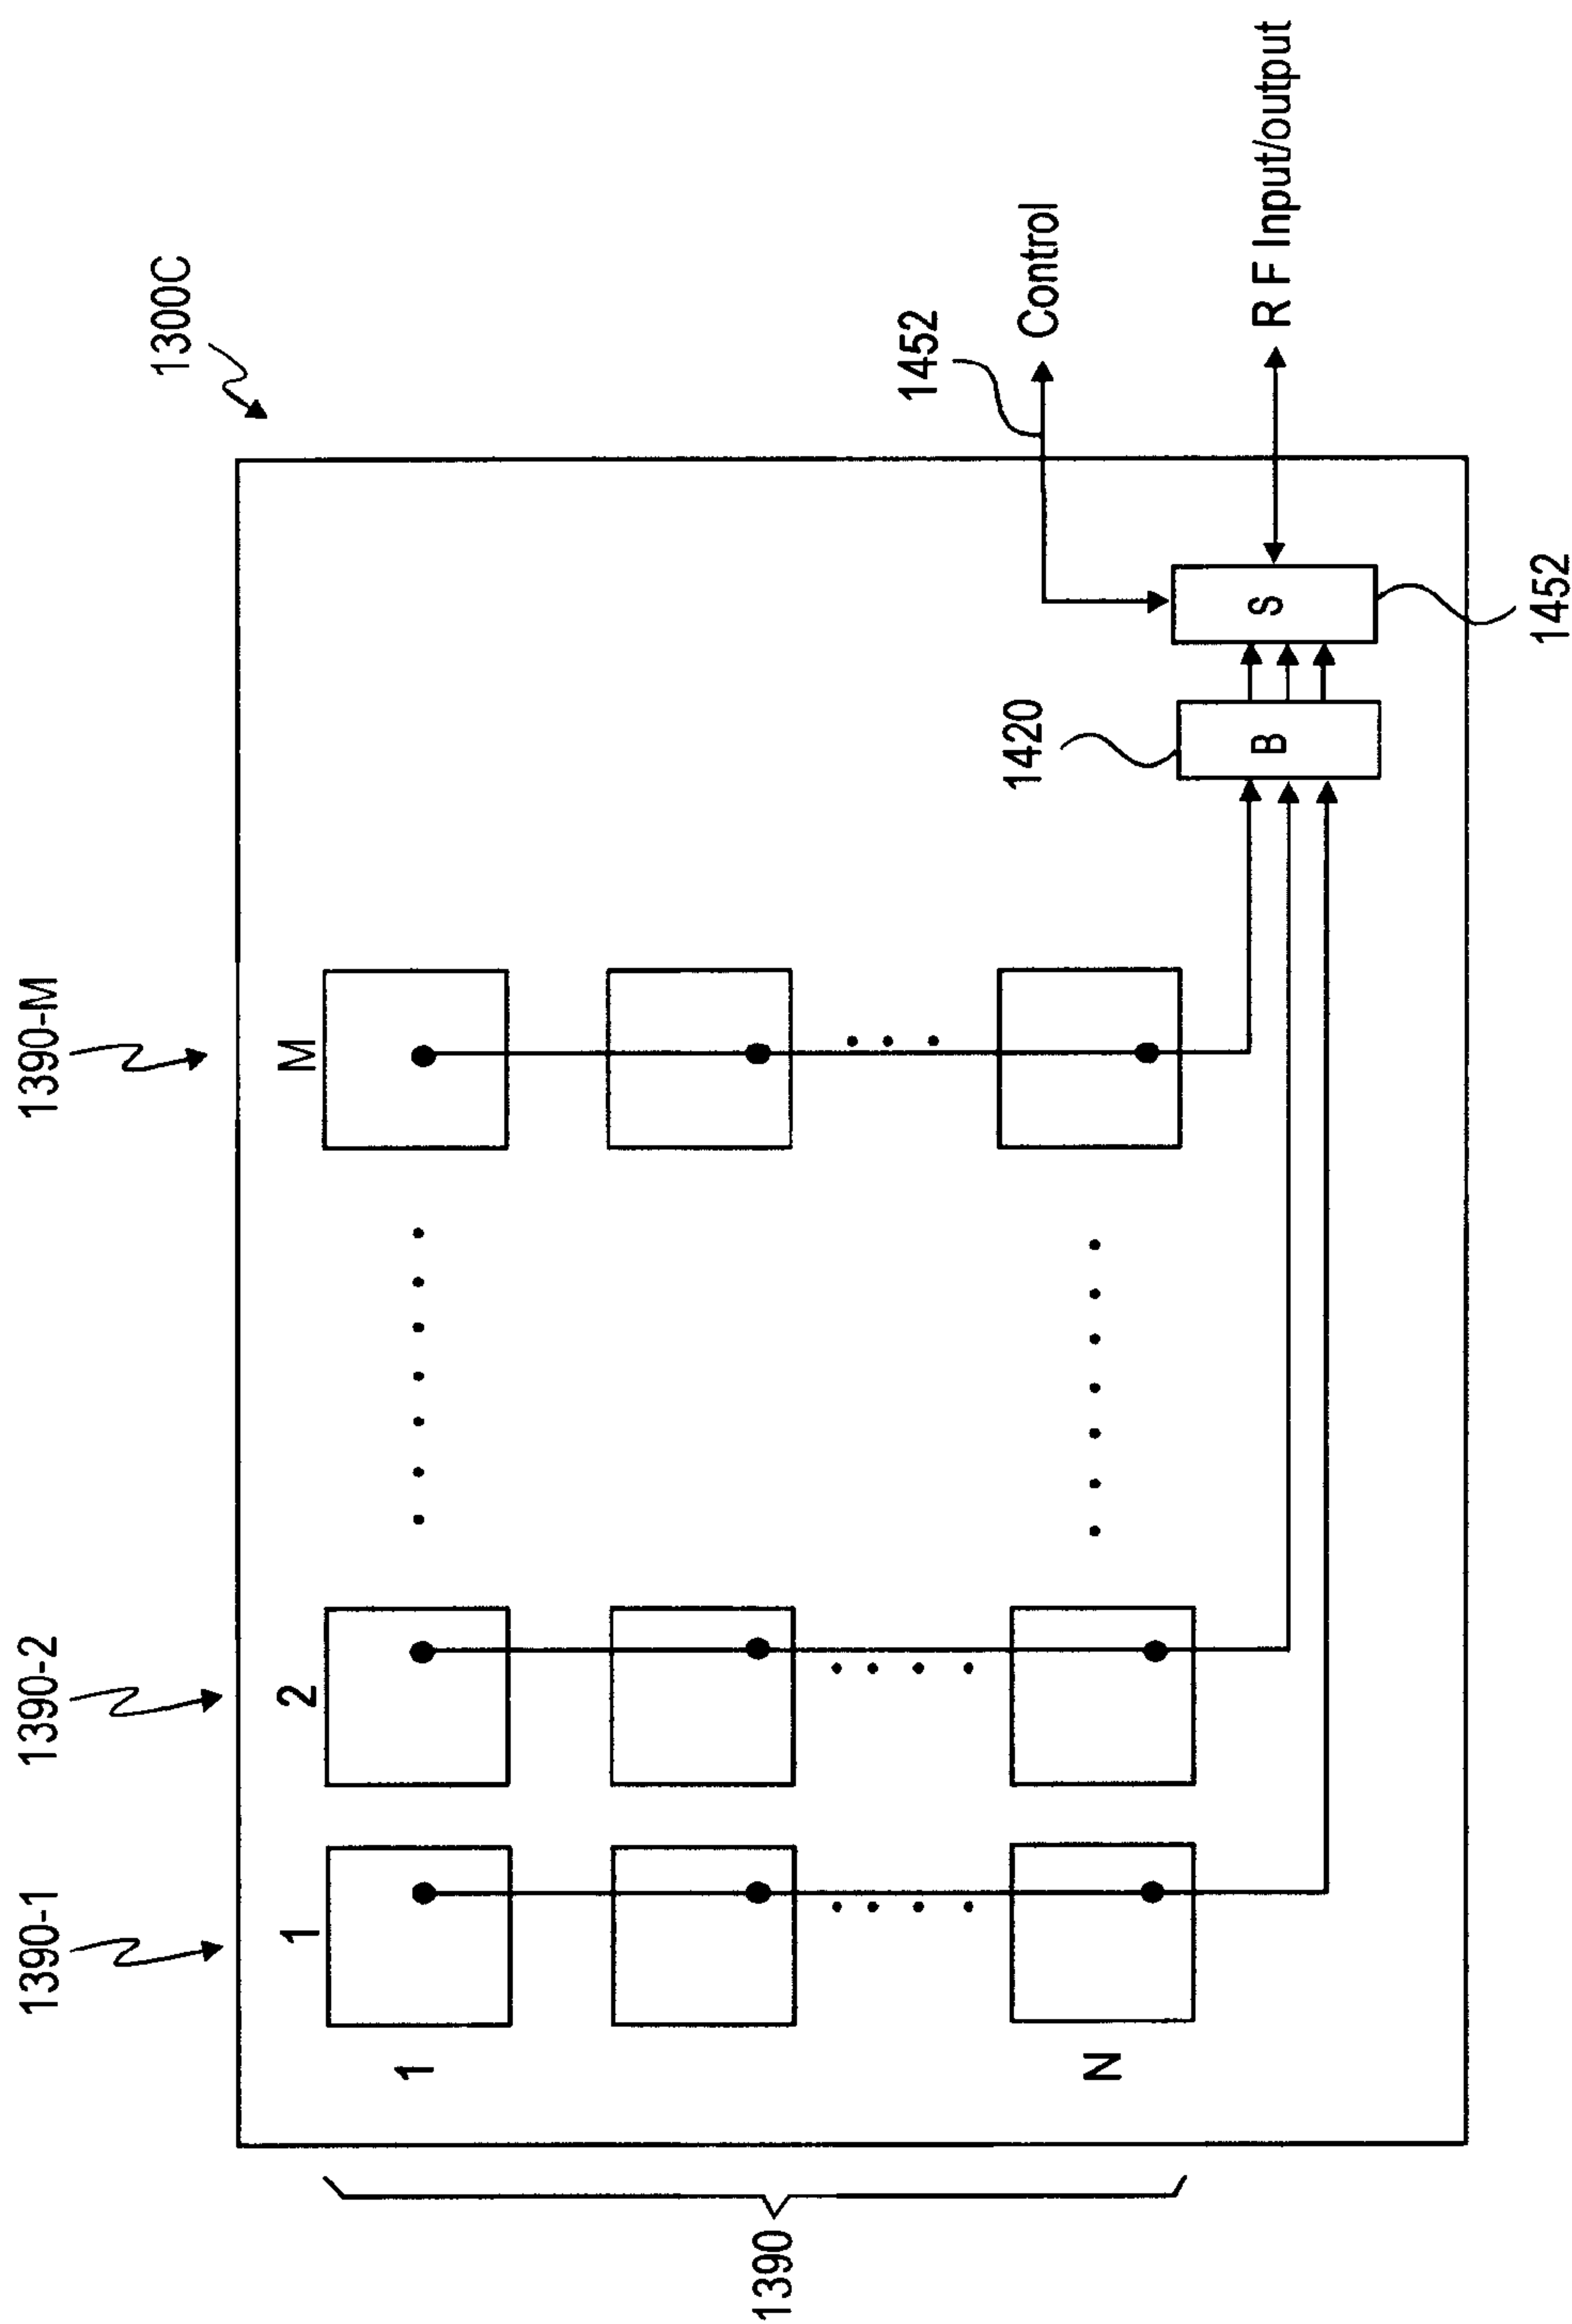 1300C
1390-1
1390-2
1390-M
1
2
M
1
N
1390
1420
B
S
1452
1452
Control
R F Input/output